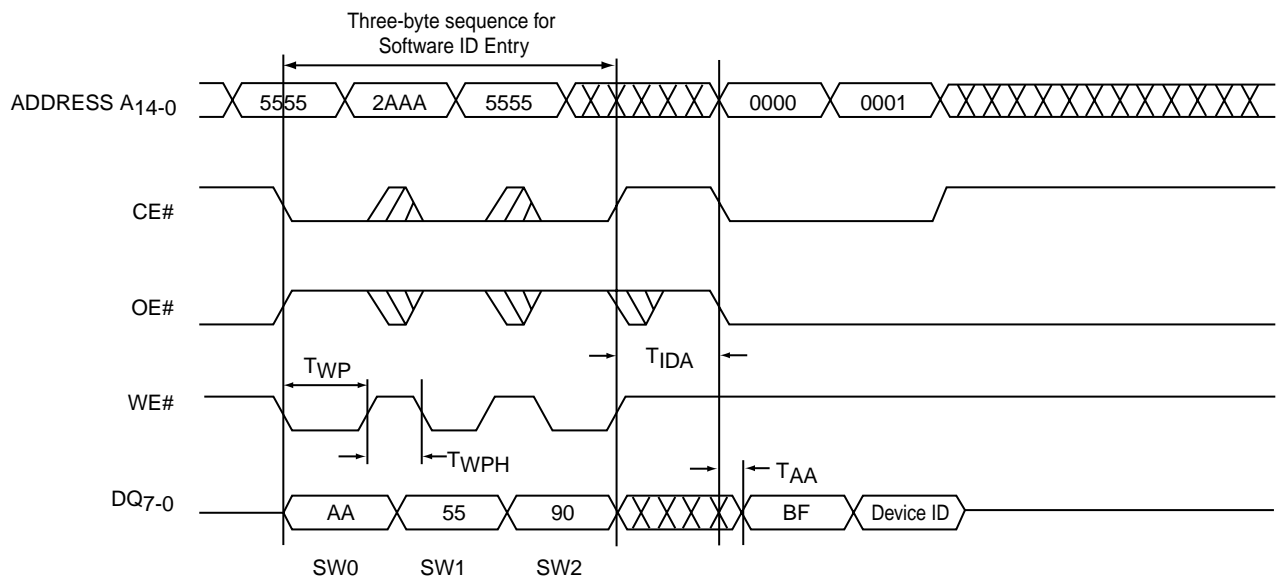 Three-byte sequence for
Software ID Entry
ADDRESS A14-0 5555 2AAA 5555 0000 0001
CE#
OE#
TIDA
TWP
WE#
TWPH
TAA
DQ7-0 AA 55 90 BF Device ID
SW0 SW1 SW2